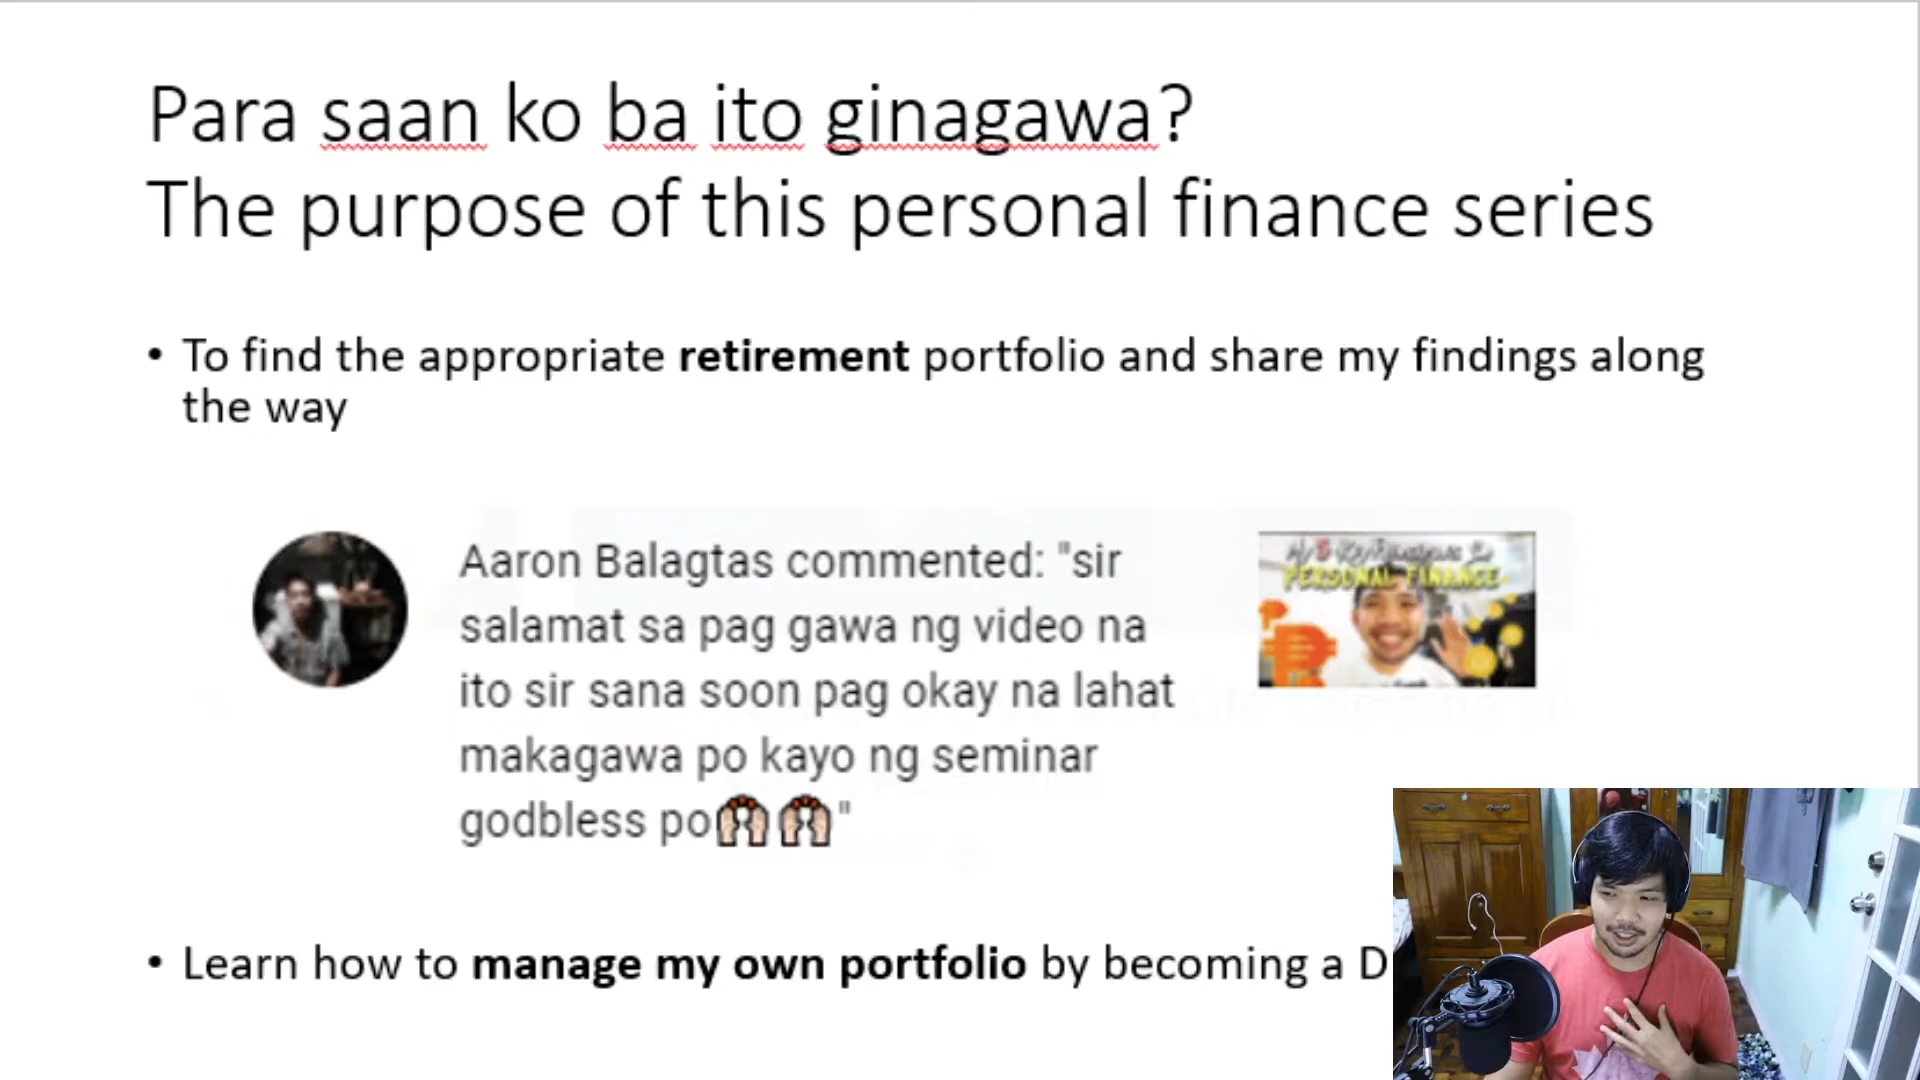 Para saan ko ba ito ginagawa?
The purpose of this personal finance series
• To find the appropriate retirement portfolio and share my findings along
the way
Aaron Balagtas commented: "sir
salamat sa pag gawa ng video na
ito sir sana soon pag okay na lahat
makagawa po kayo ng seminar
godbless po🙌🙌"
PERSONAL FINANCE
• Learn how to manage my own portfolio by becoming a D